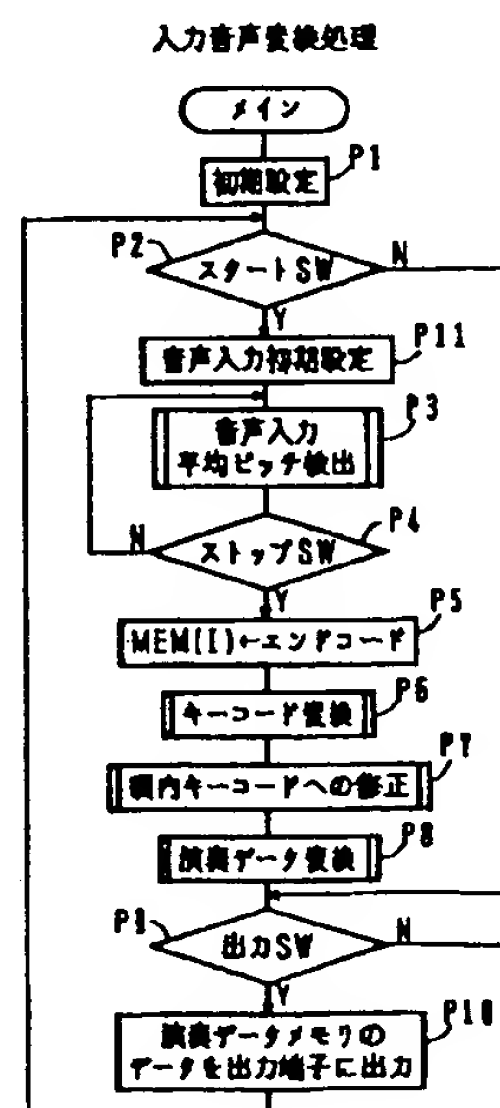 入力音声変換処理
メイン
P1
初期設定
P2
スタートSW
N
Y
P11
音声入力初期設定
P3
音声入力
平均ピッチ検出
P4
ストップSW
N
Y
P5
MEM(I)←エンドコード
P6
キーコード変換
P7
調内キーコードへの修正
P8
演奏データ変換
P9
出力SW
N
Y
P10
演奏データメモリの
データを出力端子に出力